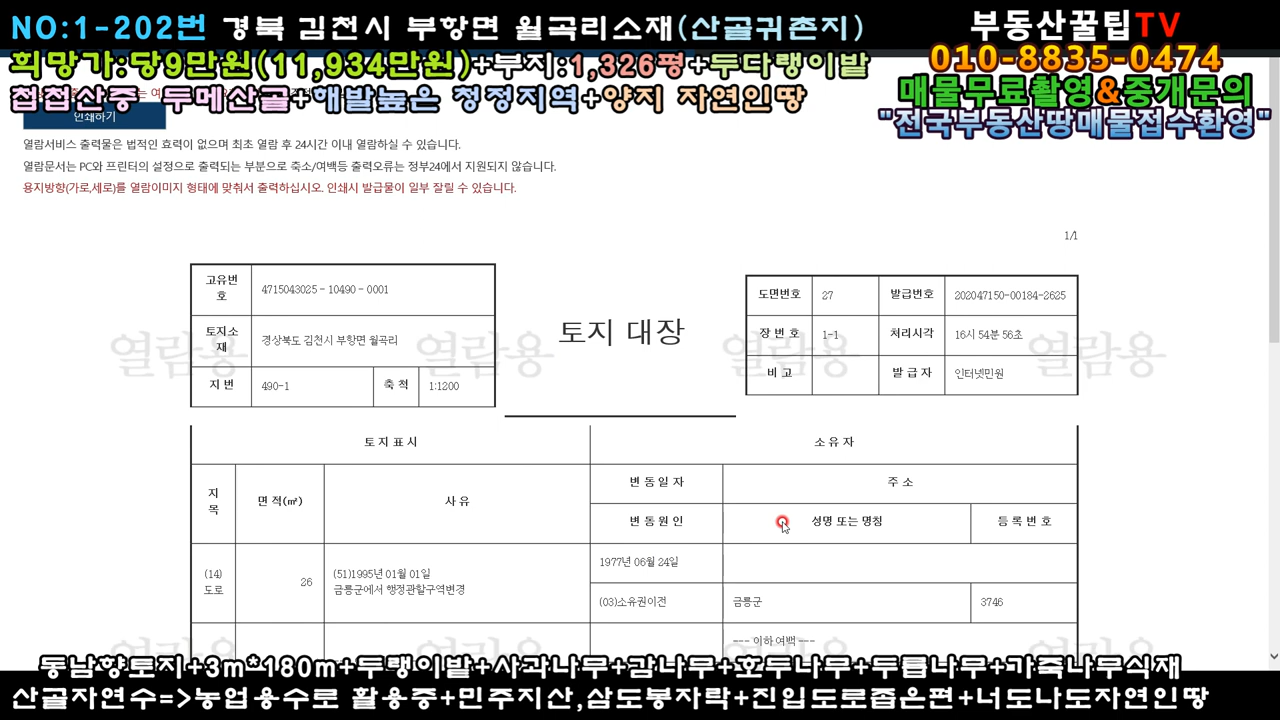 NO:1-202번 경북 김천시 부항면 월곡리소재(산골귀촌지)
부동산꿀팁TV
희망가:당9만원(11,934만원)+부지:1,326평+두다랭이밭
010-8835-0474
첩첩산중 두메산골+해발높은 청정지역+양지 자연인땅
매물무료촬영&중개문의
"전국부동산땅매물접수환영"
인쇄하기
열람서비스 출력물은 법적인 효력이 없으며 최초 열람 후 24시간 이내 열람하실 수 있습니다.
열람문서는 PC와 프린터의 설정으로 출력되는 부분으로 축소/여백등 출력오류는 정부24에서 지원되지 않습니다.
용지방향(가로,세로)를 열람이미지 형태에 맞춰서 출력하십시오. 인쇄시 발급물이 일부 잘릴 수 있습니다.
1/1
고유번호 4715043025 - 10490 - 0001
토지소재 경상북도 김천시 부항면 월곡리
지 번 490-1 축 척 1:1200
토지 대장
도면번호 27 발급번호 202047150-00184-2625
장 번 호 1-1 처리시각 16시 54분 56초
비 고 발 급 자 인터넷민원
열람용 열람용 열람용 열람용
토 지 표 시 소 유 자
지목 면 적(㎡) 사 유 변 동 일 자 주 소
변 동 원 인 성명 또는 명칭 등 록 번 호
(14) 도로 26 (51)1995년 01월 01일
금릉군에서 행정관할구역변경
1977년 06월 24일
(03)소유권이전 금릉군 3746
--- 이하 여백 ---
열람용 열람용 열람용 열람용
동남향토지+3m*180m+두랭이밭+사과나무+감나무+호두나무+두릅나무+가죽나무식재
산골자연수=>농업용수로 활용중+민주지산,삼도봉자락+진입도로좁은편+너도나도자연인땅